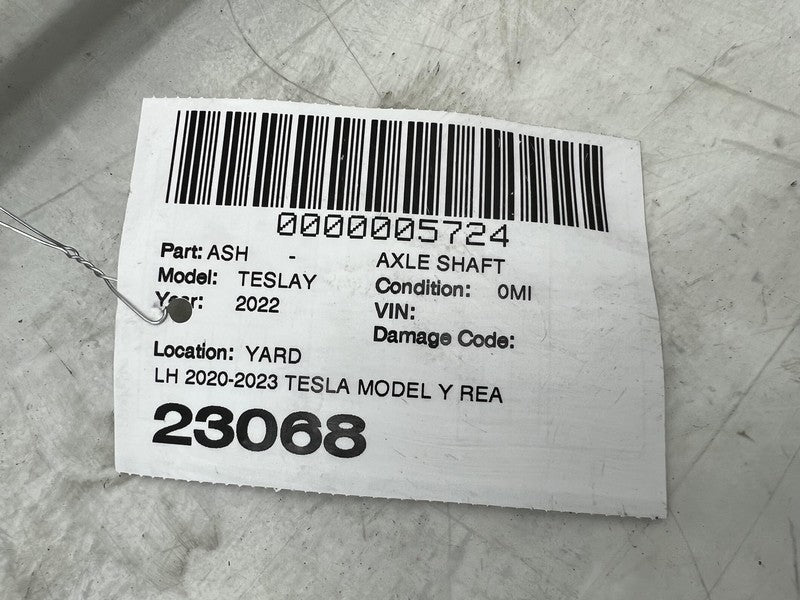 0000005724
Part: ASH - AXLE SHAFT
Model: TESLAY Condition: 0MI
Year: 2022 VIN:
Damage Code:
Location: YARD
LH 2020-2023 TESLA MODEL Y REA
23068